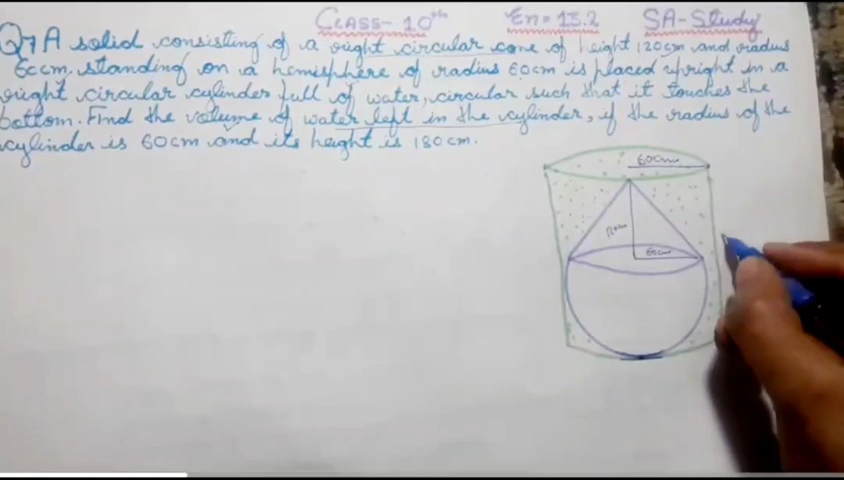 CLASS-10th En=13.2 SA-Study
Q7 A solid consisting of a right circular cone of height 120cm and radius
60cm standing on a hemisphere of radius 60cm is placed upright in a
right circular cylinder full of water, circular such that it touches the
bottom. Find the volume of water left in the cylinder, if the radius of the
cylinder is 60cm and its height is 180cm.
60cm
120cm
60cm